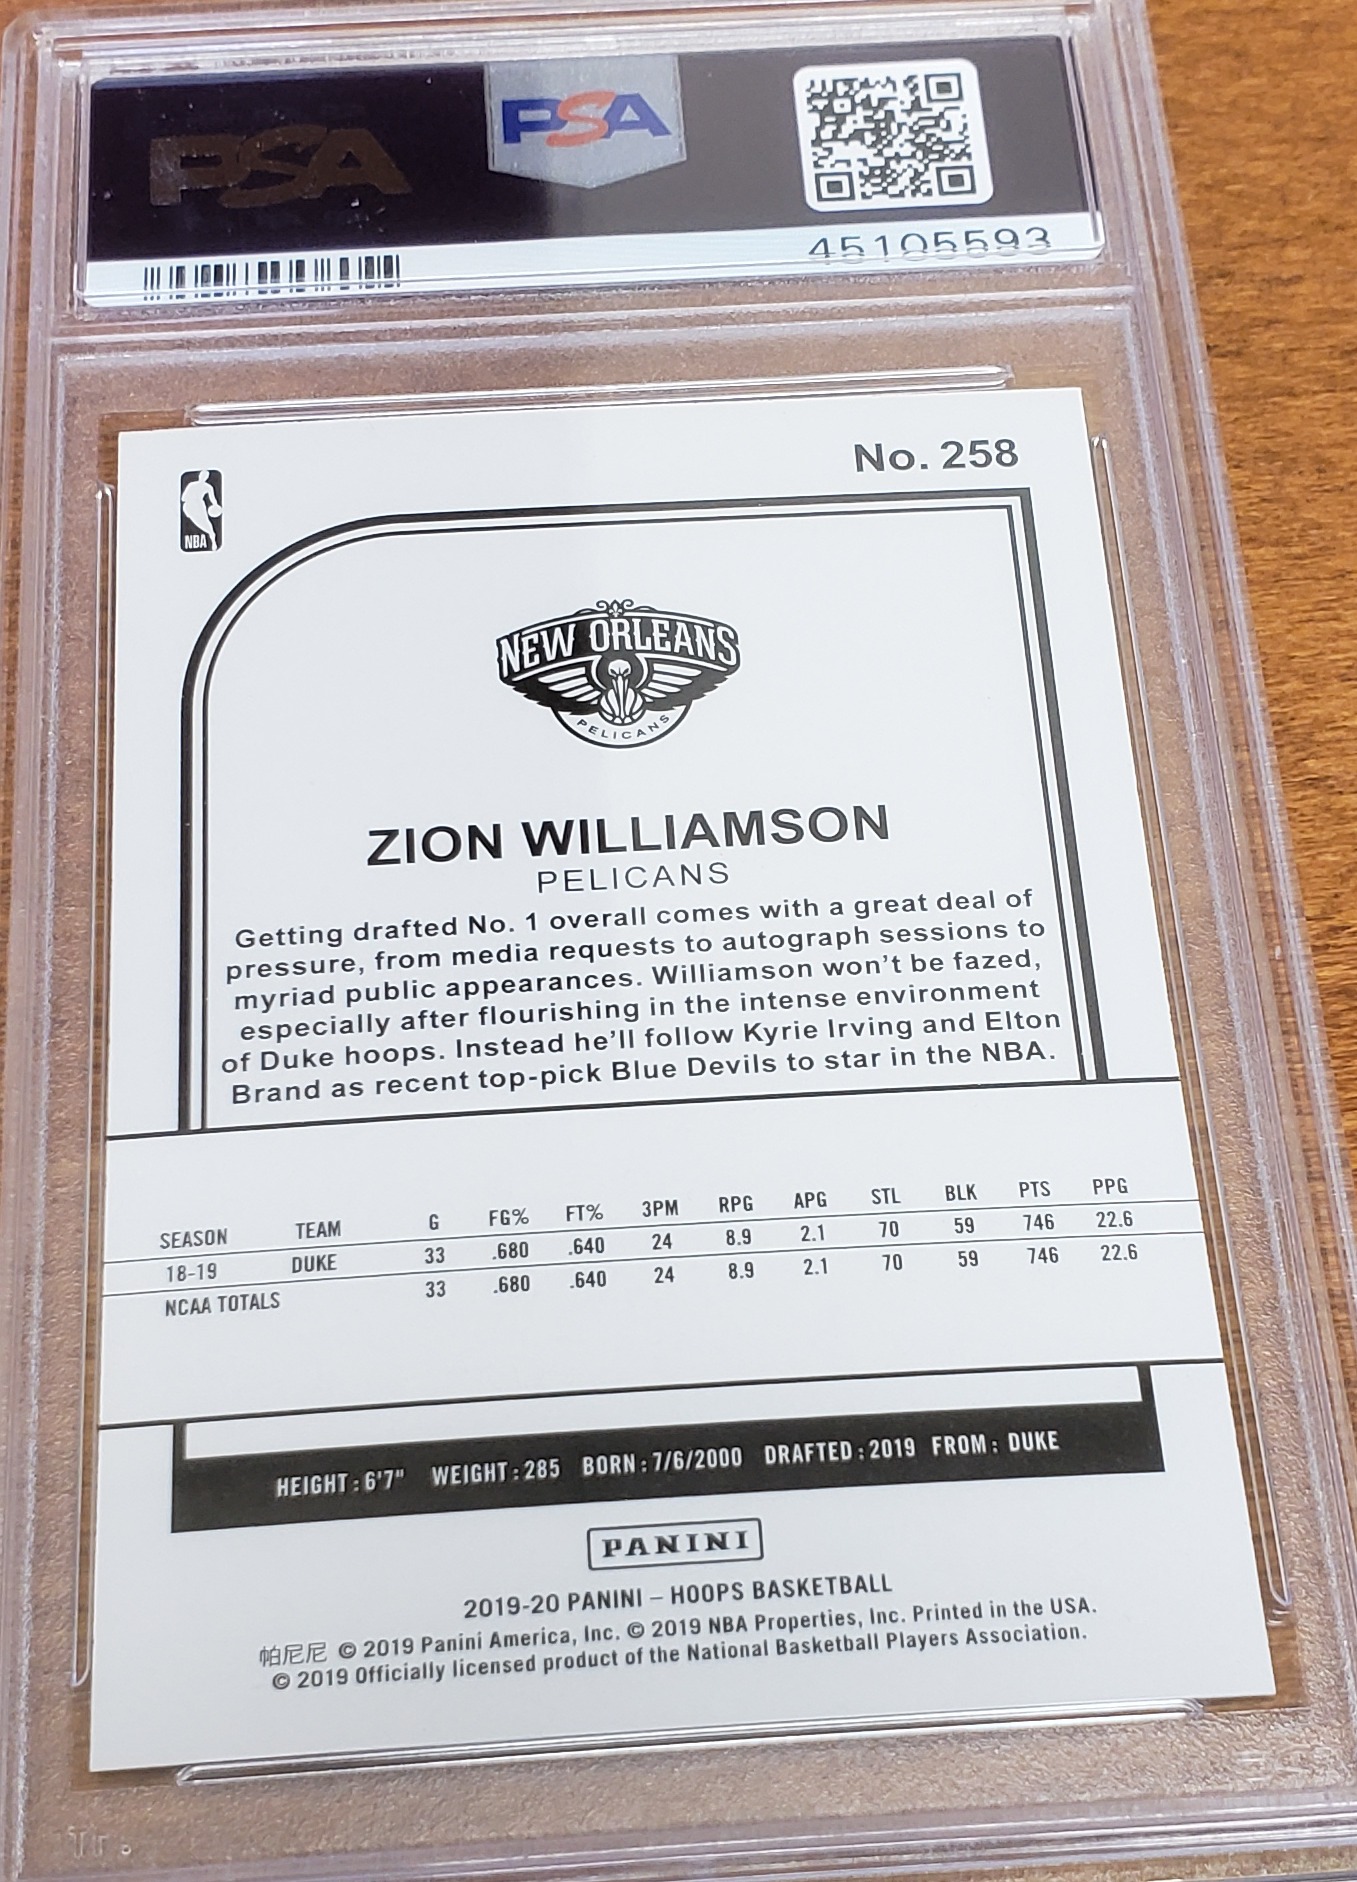 PSA
PSA
45105593
No. 258
NBA
NEW ORLEANS
PELICANS
ZION WILLIAMSON
PELICANS
Getting drafted No. 1 overall comes with a great deal of
pressure, from media requests to autograph sessions to
myriad public appearances. Williamson won't be fazed,
especially after flourishing in the intense environment
of Duke hoops. Instead he'll follow Kyrie Irving and Elton
Brand as recent top-pick Blue Devils to star in the NBA.
SEASON TEAM G FG% FT% 3PM RPG APG STL BLK PTS PPG
18-19 DUKE 33 .680 .640 24 8.9 2.1 70 59 746 22.6
NCAA TOTALS 33 .680 .640 24 8.9 2.1 70 59 746 22.6
HEIGHT: 6'7" WEIGHT: 285 BORN: 7/6/2000 DRAFTED: 2019 FROM: DUKE
PANINI
2019-20 PANINI – HOOPS BASKETBALL
帕尼尼 © 2019 Panini America, Inc. © 2019 NBA Properties, Inc. Printed in the USA.
© 2019 Officially licensed product of the National Basketball Players Association.